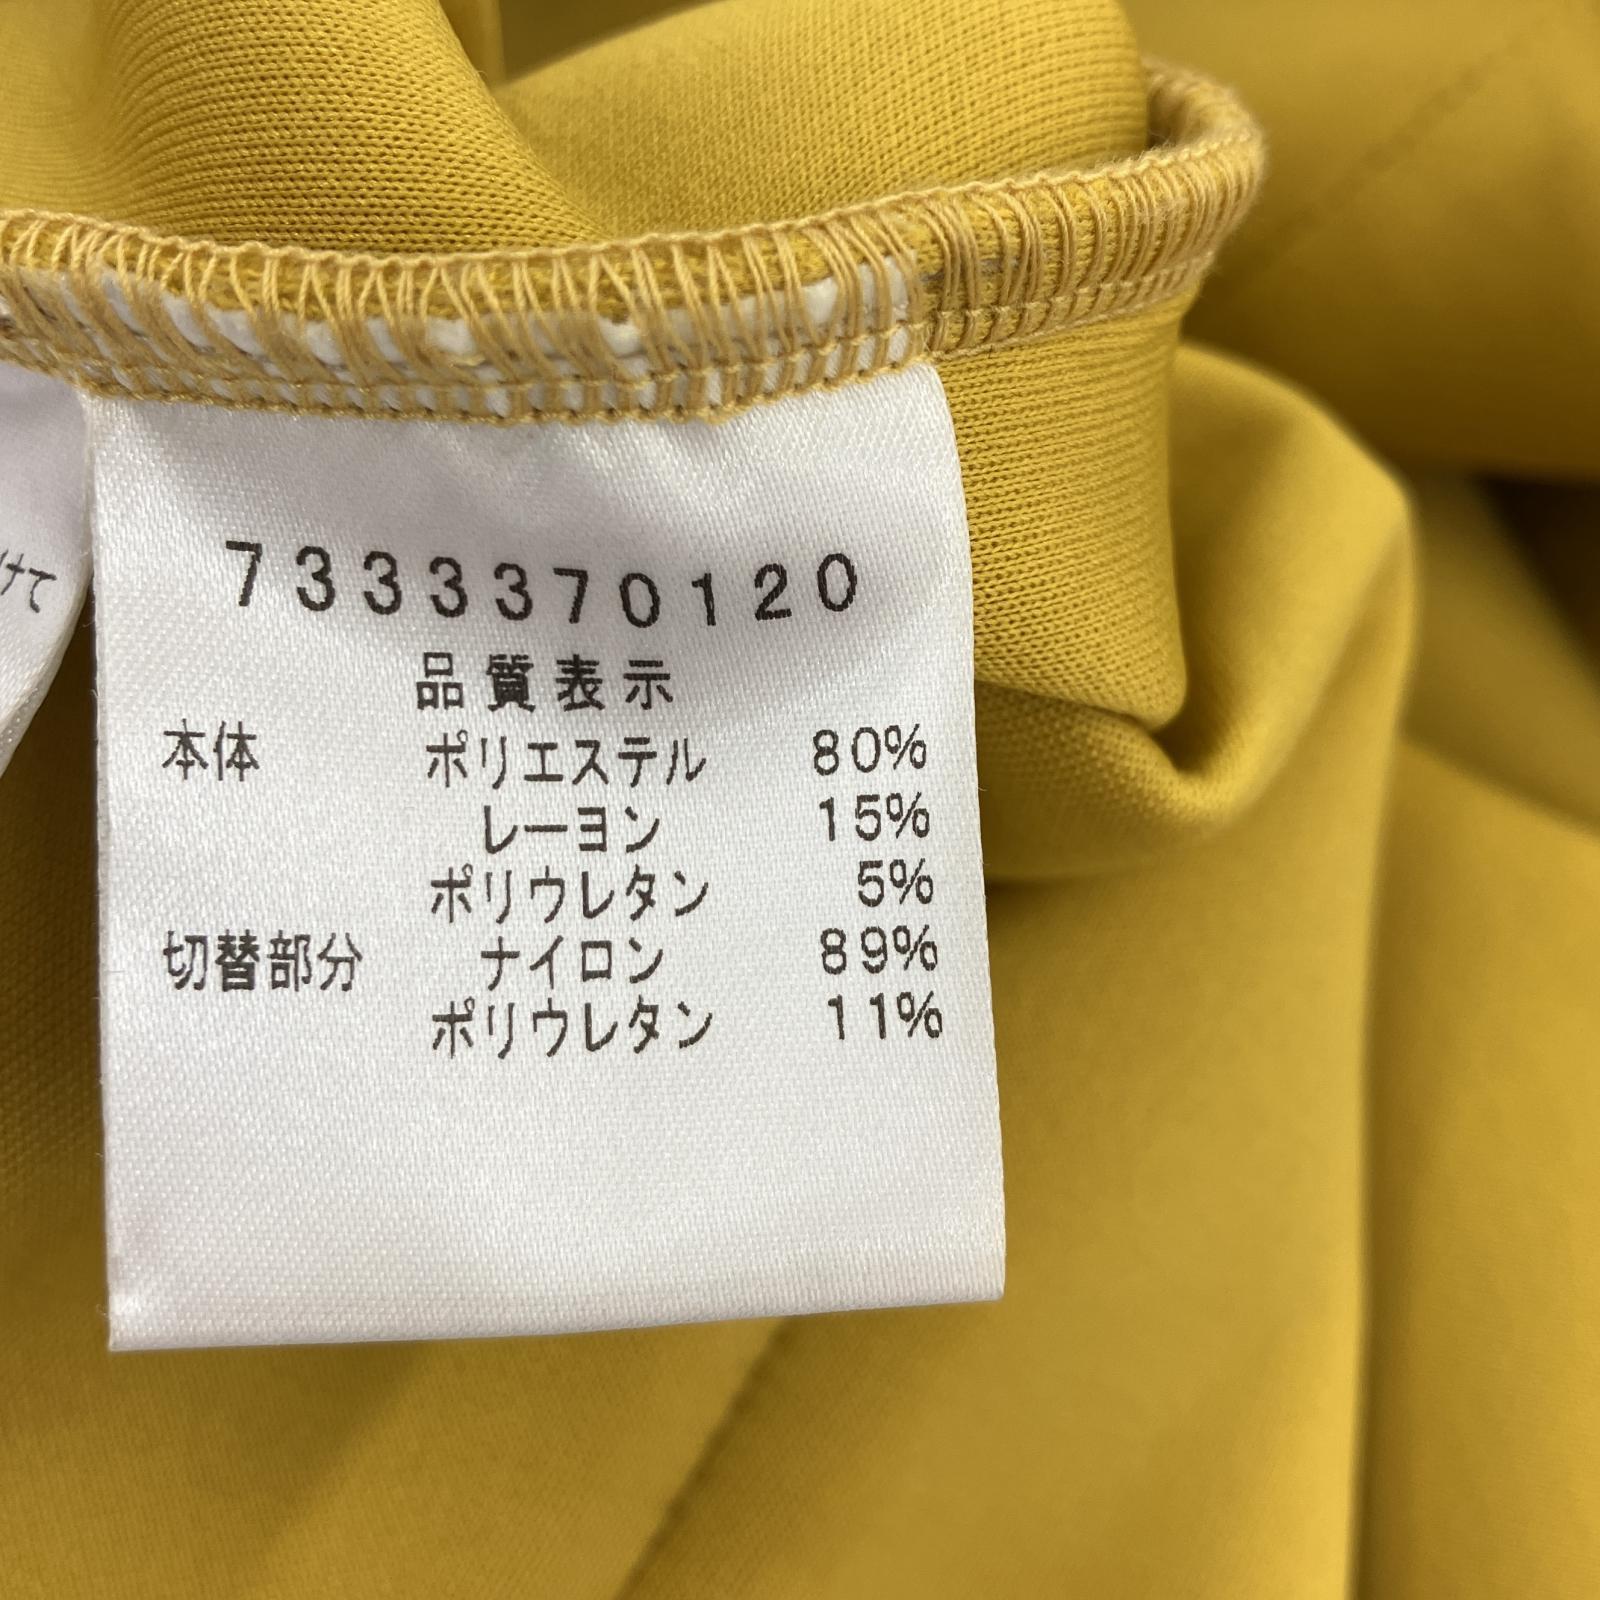 けて
7333370120
品質表示
本体 ポリエステル 80%
レーヨン 15%
ポリウレタン 5%
切替部分 ナイロン 89%
ポリウレタン 11%